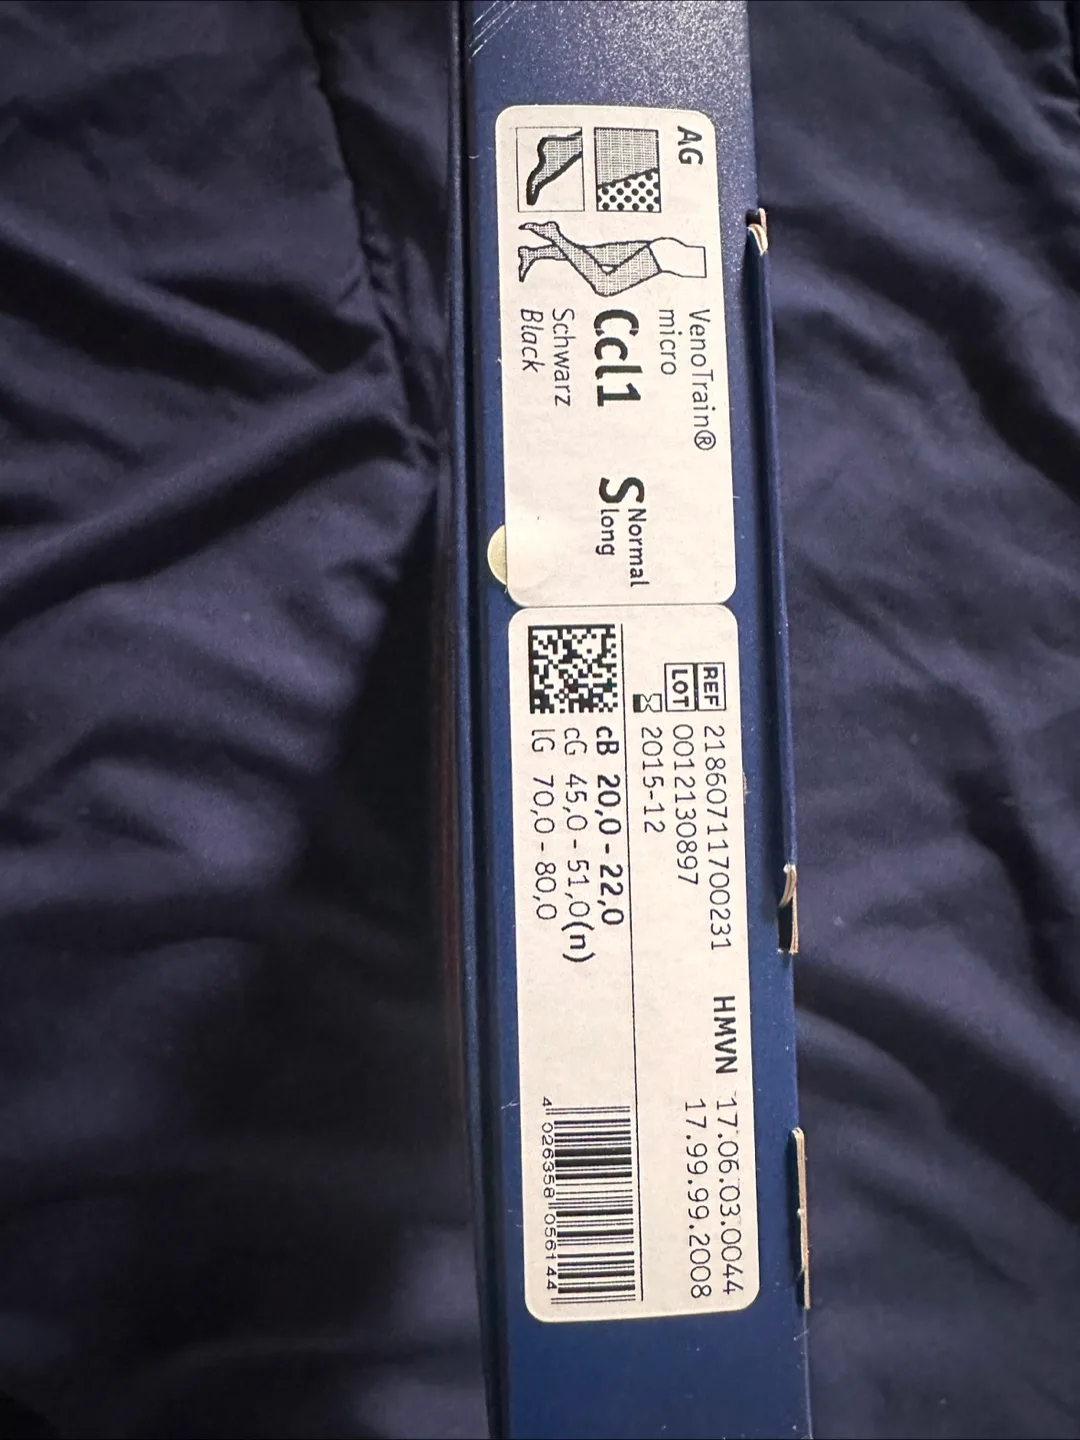 AG
VenoTrain®
micro
Ccl1
S Normal
long
Schwarz
Black
REF 21860711700231
LOT 0012130897
2015-12
HMVN 17.06.03.0044
17.99.99.2008
cB 20,0 - 22,0
cG 45,0 - 51,0(n)
lG 70,0 - 80,0
4 026358 056144